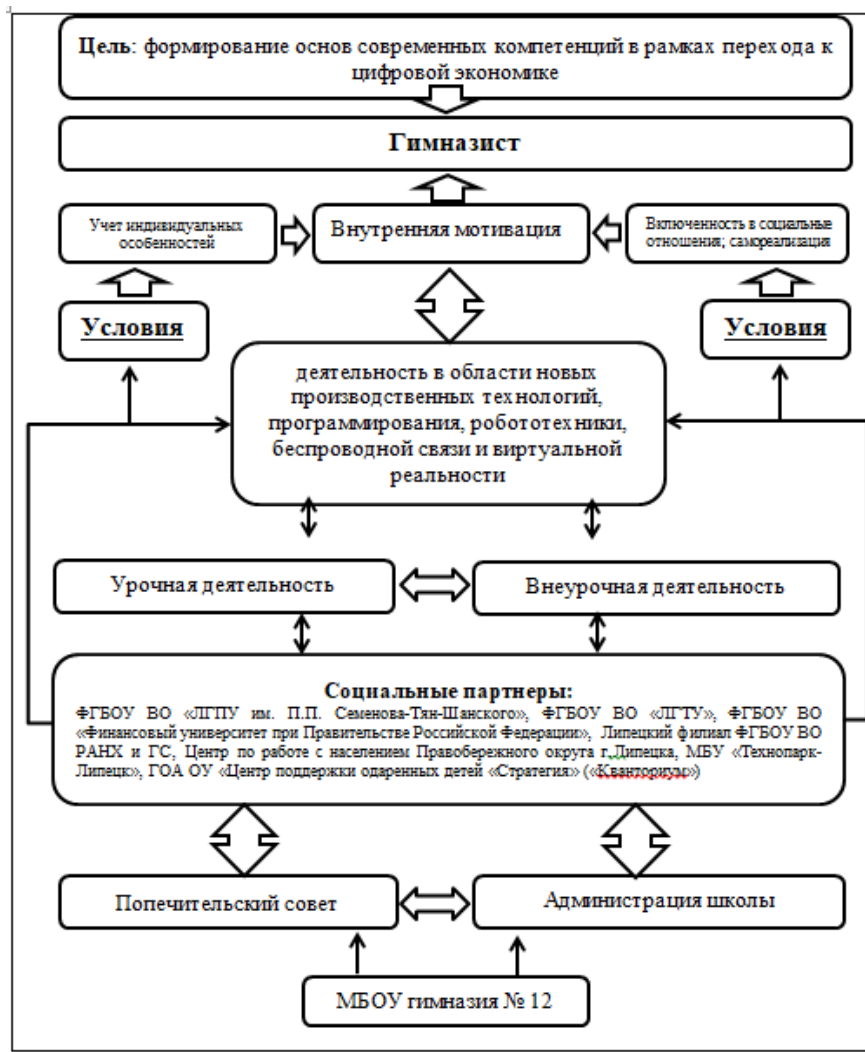 Цель: формирование основ современных компетенций в рамках перехода к
цифровой экономике
Гимназист
Учет индивидуальных
особенностей
Внутренняя мотивация
Включенность в социальные
отношения; самореализация
Условия
Условия
деятельность в области новых
производственных технологий,
программирования, робототехники,
беспроводной связи и виртуальной
реальности
Урочная деятельность
Внеурочная деятельность
Социальные партнеры:
ФГБОУ ВО «ЛГПУ им. П.П. Семенова-Тян-Шанского», ФГБОУ ВО «ЛГТУ», ФГБОУ ВО
«Финансовый университет при Правительстве Российской Федерации», Липецкий филиал ФГБОУ ВО
РАНХ и ГС, Центр по работе с населением Правобережного округа г.Липецка, МБУ «Технопарк-
Липецк», ГОА ОУ «Центр поддержки одаренных детей «Стратегия» («Кванториум»)
Попечительский совет
Администрация школы
МБОУ гимназия № 12